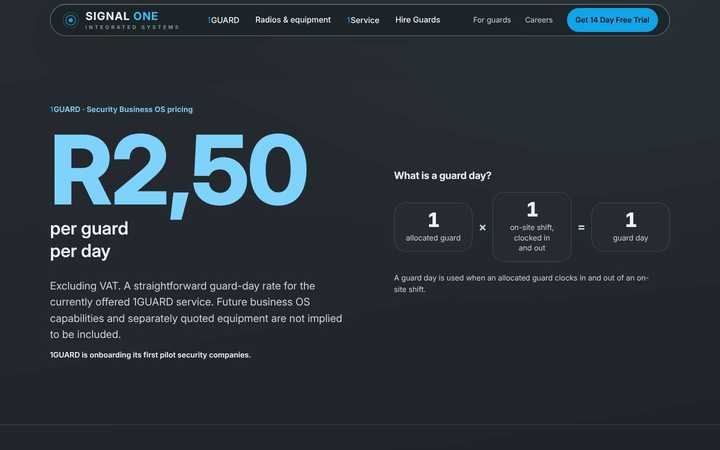 SIGNAL ONE
INTEGRATED SYSTEMS
1GUARD
Radios & equipment
1Service
Hire Guards
For guards
Careers
Get 14 Day Free Trial
1GUARD · Security Business OS pricing
R2,50
per guard
per day
Excluding VAT. A straightforward guard-day rate for the
currently offered 1GUARD service. Future business OS
capabilities and separately quoted equipment are not implied
to be included.
1GUARD is onboarding its first pilot security companies.
What is a guard day?
1
allocated guard
×
1
on-site shift,
clocked in
and out
=
1
guard day
A guard day is used when an allocated guard clocks in and out of an on-
site shift.